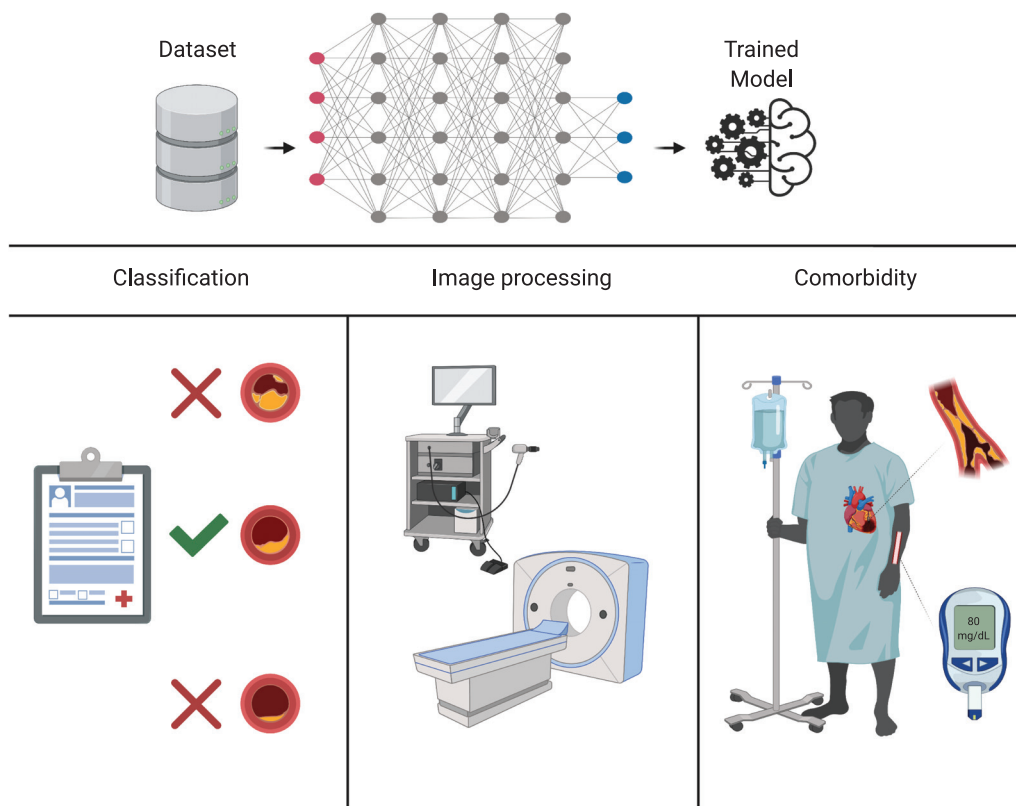 Dataset
Trained
Model
Classification
Image processing
Comorbidity
80
mg/dL